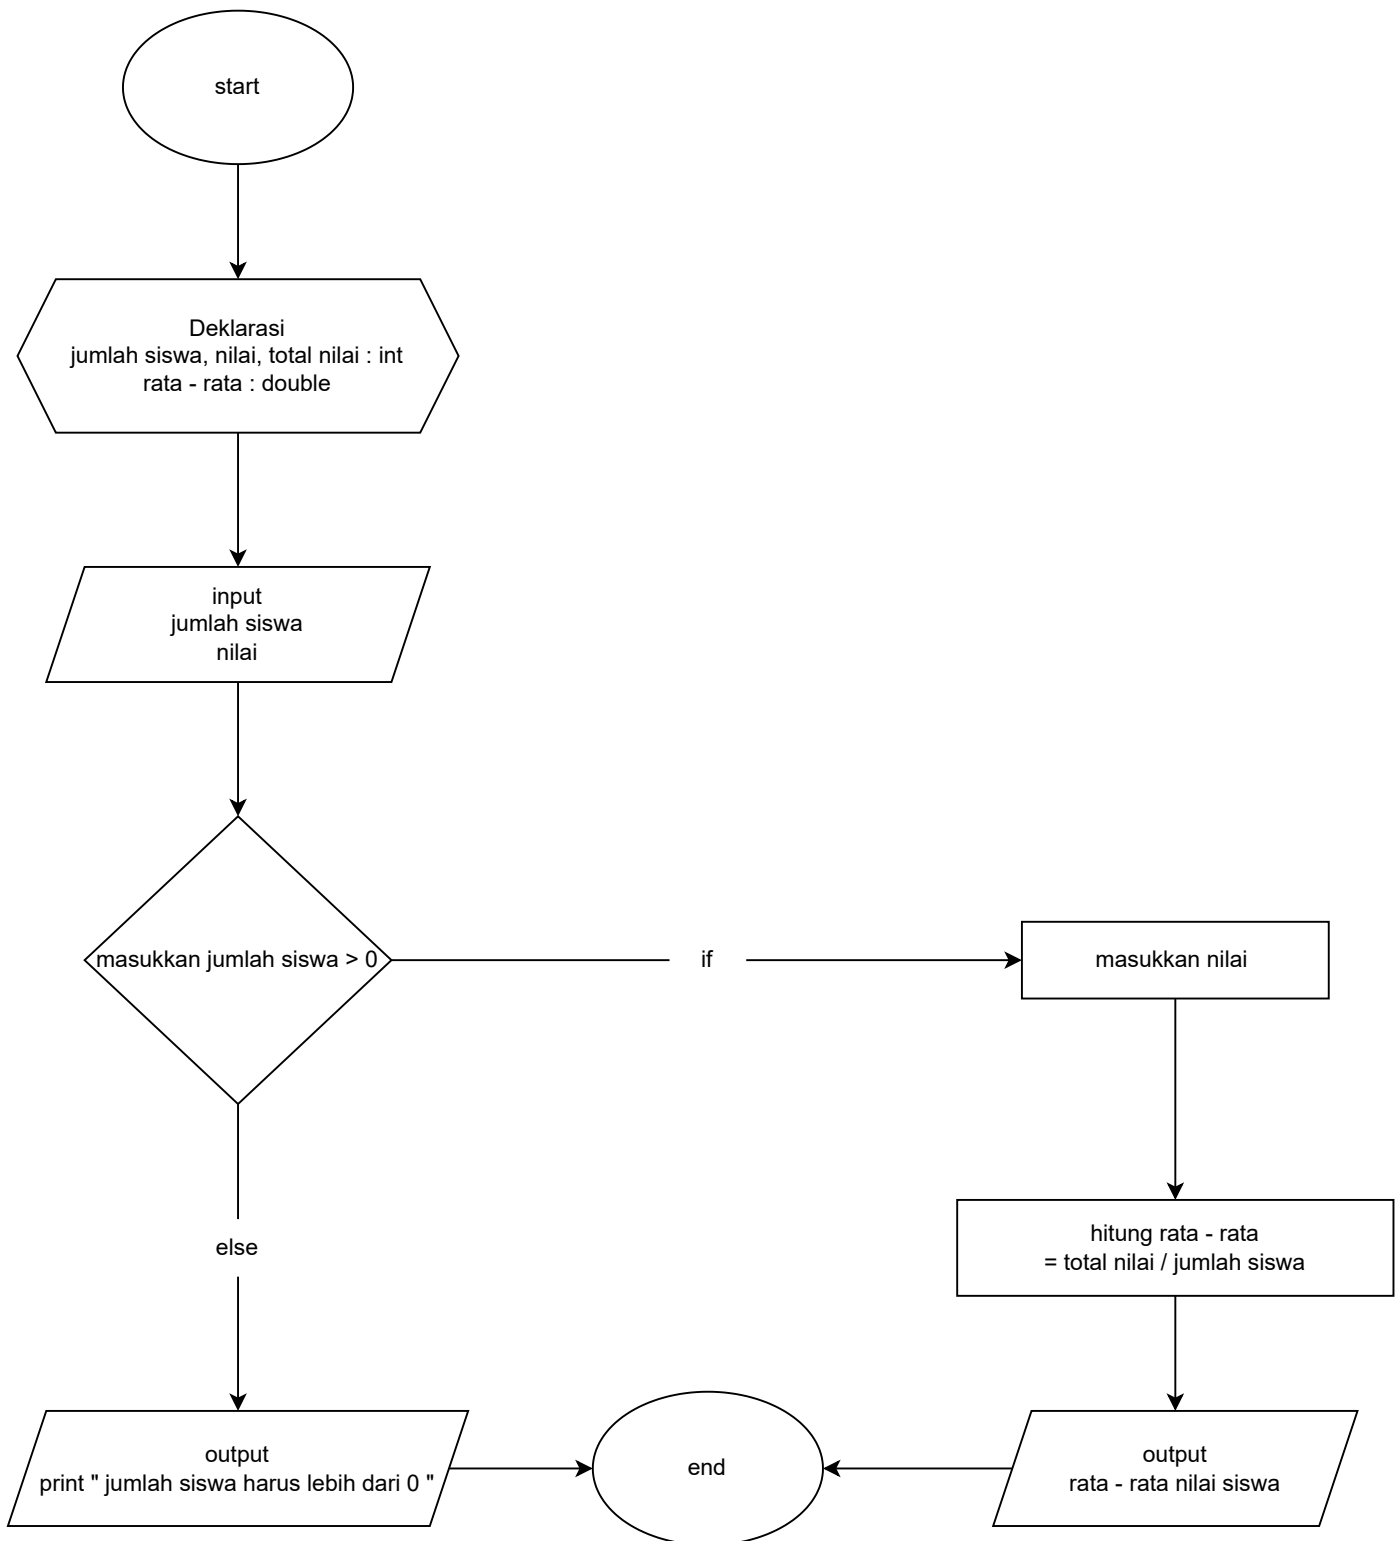 start
Deklarasi
jumlah siswa, nilai, total nilai : int
rata - rata : double
input
jumlah siswa
nilai
masukkan jumlah siswa > 0
if
masukkan nilai
else
hitung rata - rata
= total nilai / jumlah siswa
output
print " jumlah siswa harus lebih dari 0 "
end
output
rata - rata nilai siswa